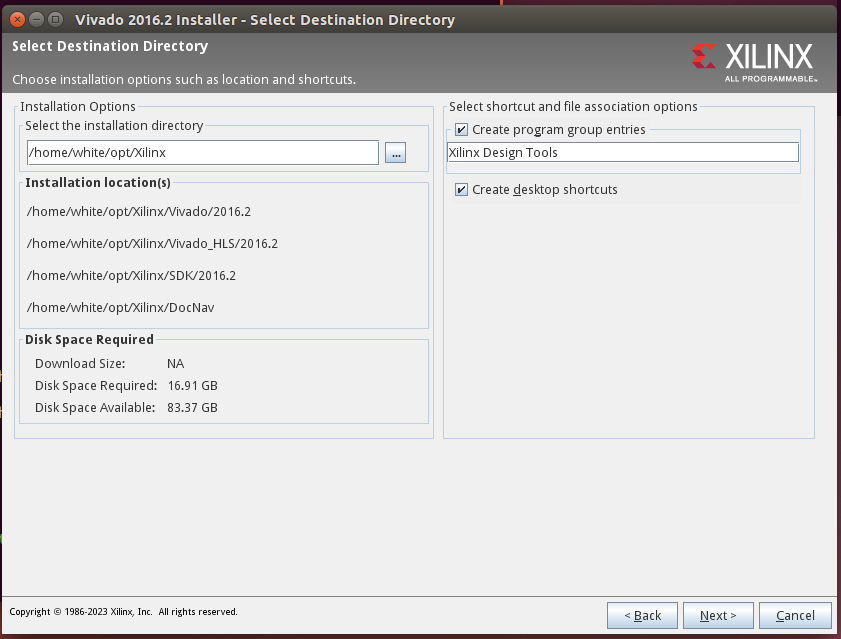 Vivado 2016.2 Installer - Select Destination Directory
Select Destination Directory
Choose installation options such as location and shortcuts.
XILINX
ALL PROGRAMMABLE™
Installation Options
Select the installation directory
/home/white/opt/Xilinx
...
Installation location(s)
/home/white/opt/Xilinx/Vivado/2016.2
/home/white/opt/Xilinx/Vivado_HLS/2016.2
/home/white/opt/Xilinx/SDK/2016.2
/home/white/opt/Xilinx/DocNav
Disk Space Required
Download Size: NA
Disk Space Required: 16.91 GB
Disk Space Available: 83.37 GB
Select shortcut and file association options
Create program group entries
Xilinx Design Tools
Create desktop shortcuts
Copyright © 1986-2023 Xilinx, Inc. All rights reserved.
< Back
Next >
Cancel